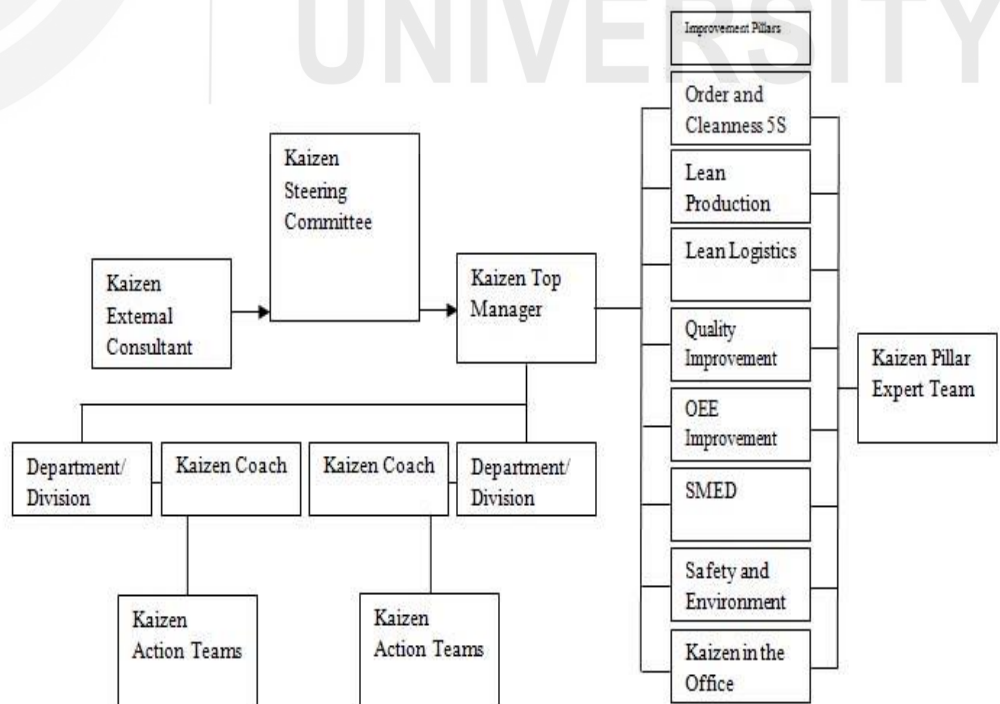 UNIVERSITY
Improvement Pillars
Order and
Cleanness 5S
Lean
Production
Lean Logistics
Quality
Improvement
OEE
Improvement
SMED
Safety and
Environment
Kaizen in the
Office
Kaizen Pillar
Expert Team
Kaizen
Steering
Committee
Kaizen
External
Consultant
Kaizen Top
Manager
Department/
Division
Kaizen Coach
Kaizen Coach
Department/
Division
Kaizen
Action Teams
Kaizen
Action Teams